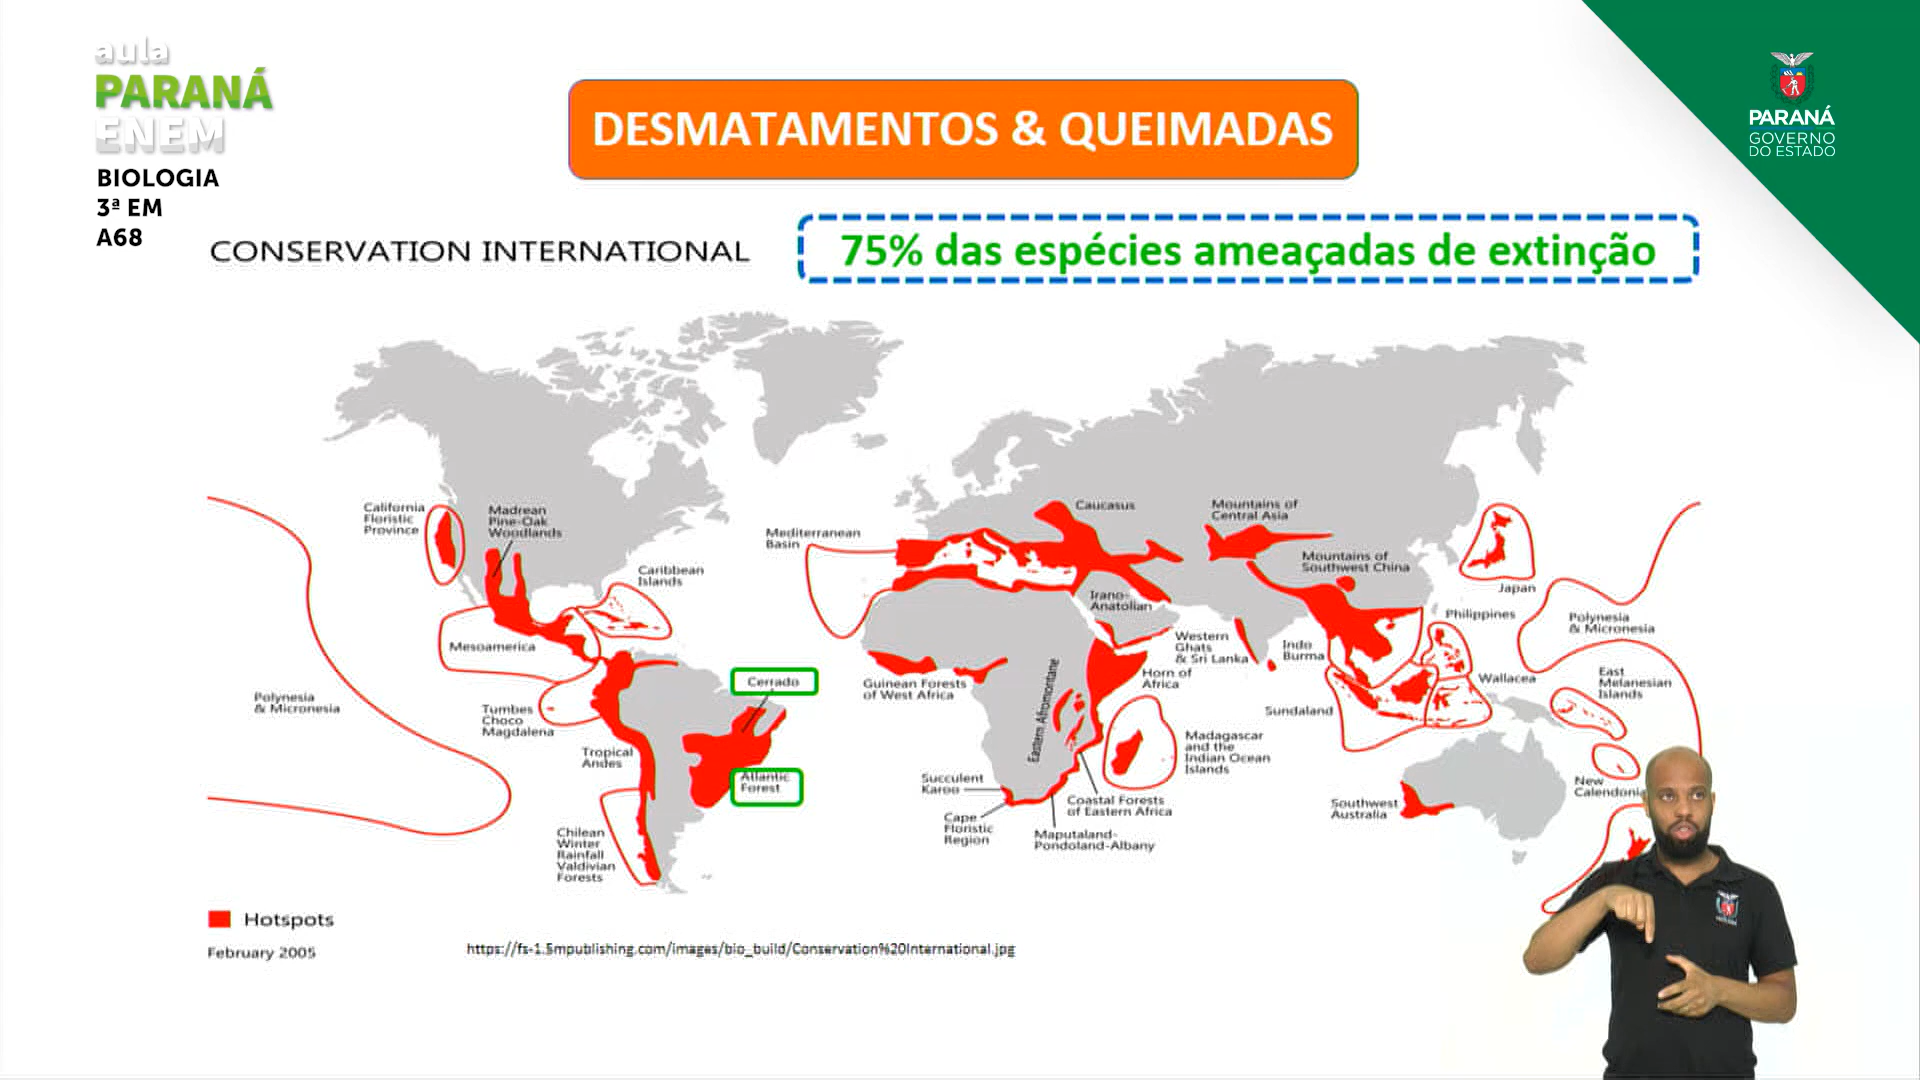 aula
PARANÁ
ENEM
BIOLOGIA
3ª EM
A68
DESMATAMENTOS & QUEIMADAS
PARANÁ
GOVERNO
DO ESTADO
CONSERVATION INTERNATIONAL
75% das espécies ameaçadas de extinção
California
Floristic
Province
Madrean
Pine-Oak
Woodlands
Caribbean
Islands
Mediterranean
Basin
Caucasus
Mountains of
Central Asia
Mountains of
Southwest China
Japan
Irano-
Anatolian
Philippines
Polynesia
& Micronesia
Mesoamerica
Western
Ghats
& Sri Lanka
Indo
Burma
Polynesia
& Micronesia
Cerrado
Guinean Forests
of West Africa
Eastern Afromontane
Horn of
Africa
Wallacea
East
Melanesian
Islands
Tumbes
Choco
Magdalena
Sundaland
Tropical
Andes
Madagascar
and the
Indian Ocean
Islands
Atlantic
Forest
Succulent
Karoo
Coastal Forests
of Eastern Africa
New
Calendonia
Southwest
Australia
Cape
Floristic
Region
Maputaland-
Pondoland-Albany
Chilean
Winter
Rainfall
Valdivian
Forests
Hotspots
February 2005
https://fs-1.5mpublishing.com/images/bio_build/Conservation%20International.jpg